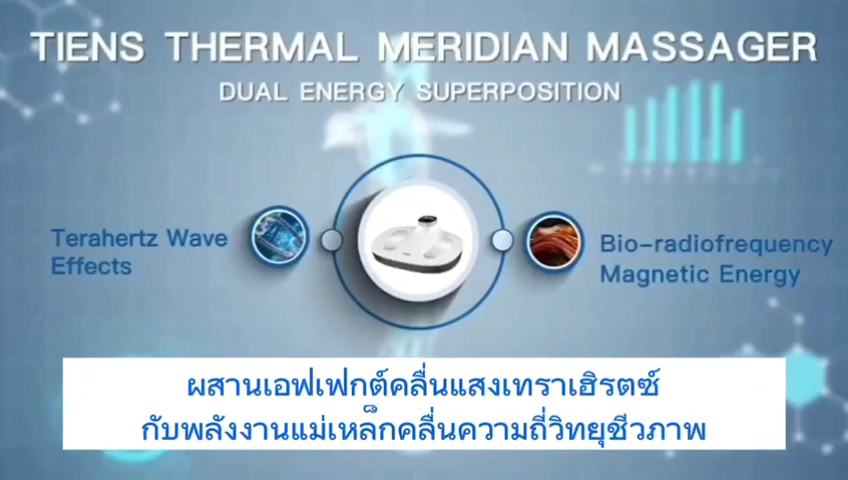 TIENS THERMAL MERIDIAN MASSAGER
DUAL ENERGY SUPERPOSITION
Terahertz Wave
Effects
Bio-radiofrequency
Magnetic Energy
ผสานเอฟเฟกต์คลื่นแสงเทราเฮิรตซ์
กับพลังงานแม่เหล็กคลื่นความถี่วิทยุชีวภาพ